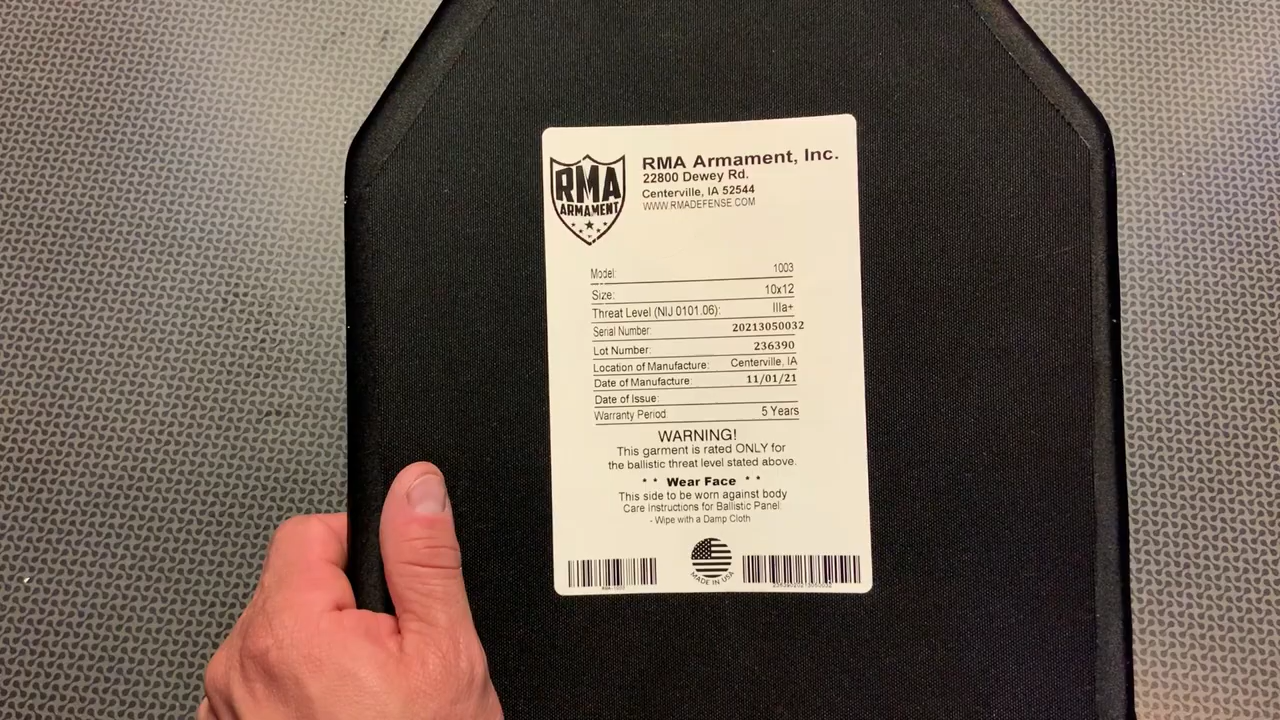 RMA
ARMAMENT
RMA Armament, Inc.
22800 Dewey Rd.
Centerville, IA 52544
WWW.RMADEFENSE.COM
Model: 1003
Size: 10x12
Threat Level (NIJ 0101.06): IIIa+
Serial Number: 20213050032
Lot Number: 236390
Location of Manufacture: Centerville, IA
Date of Manufacture: 11/01/21
Date of Issue:
Warranty Period: 5 Years
WARNING!
This garment is rated ONLY for
the ballistic threat level stated above.
* * Wear Face * *
This side to be worn against body
Care Instructions for Ballistic Panel:
- Wipe with a Damp Cloth
MADE IN USA